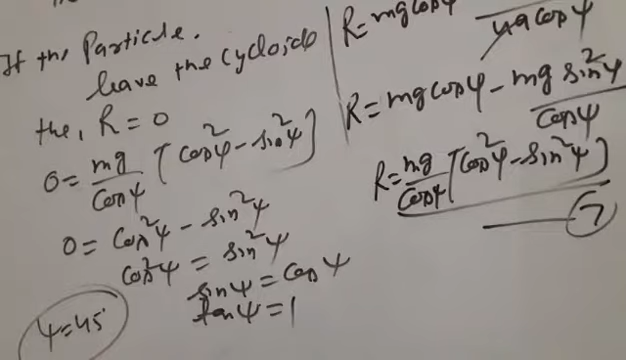 If the Particle.
leave the cycloide
the, R = 0
0 = mg/cosψ [cos²ψ - sin²ψ]
0 = cos²ψ - sin²ψ
cos²ψ = sin²ψ
sinψ = cosψ
tanψ = 1
ψ = 45
R = mg cosψ
4a cosψ
R = mg cosψ - mg sin²ψ/cosψ
R = mg/cosψ [cos²ψ - sin²ψ]
7